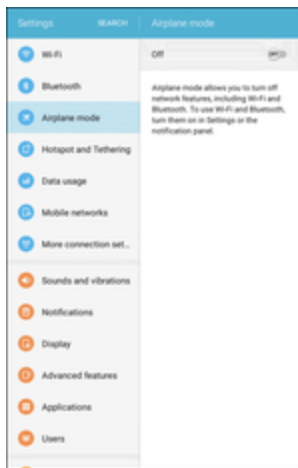 Settings
SEARCH
Airplane mode
Wi-Fi
Bluetooth
Airplane mode
Hotspot and Tethering
Data usage
Mobile networks
More connection set...
Sounds and vibrations
Notifications
Display
Advanced features
Applications
Users
Off
OFF
Airplane mode allows you to turn off
network features, including Wi-Fi and
Bluetooth. To use Wi-Fi and Bluetooth,
turn them on in Settings or the
notification panel.